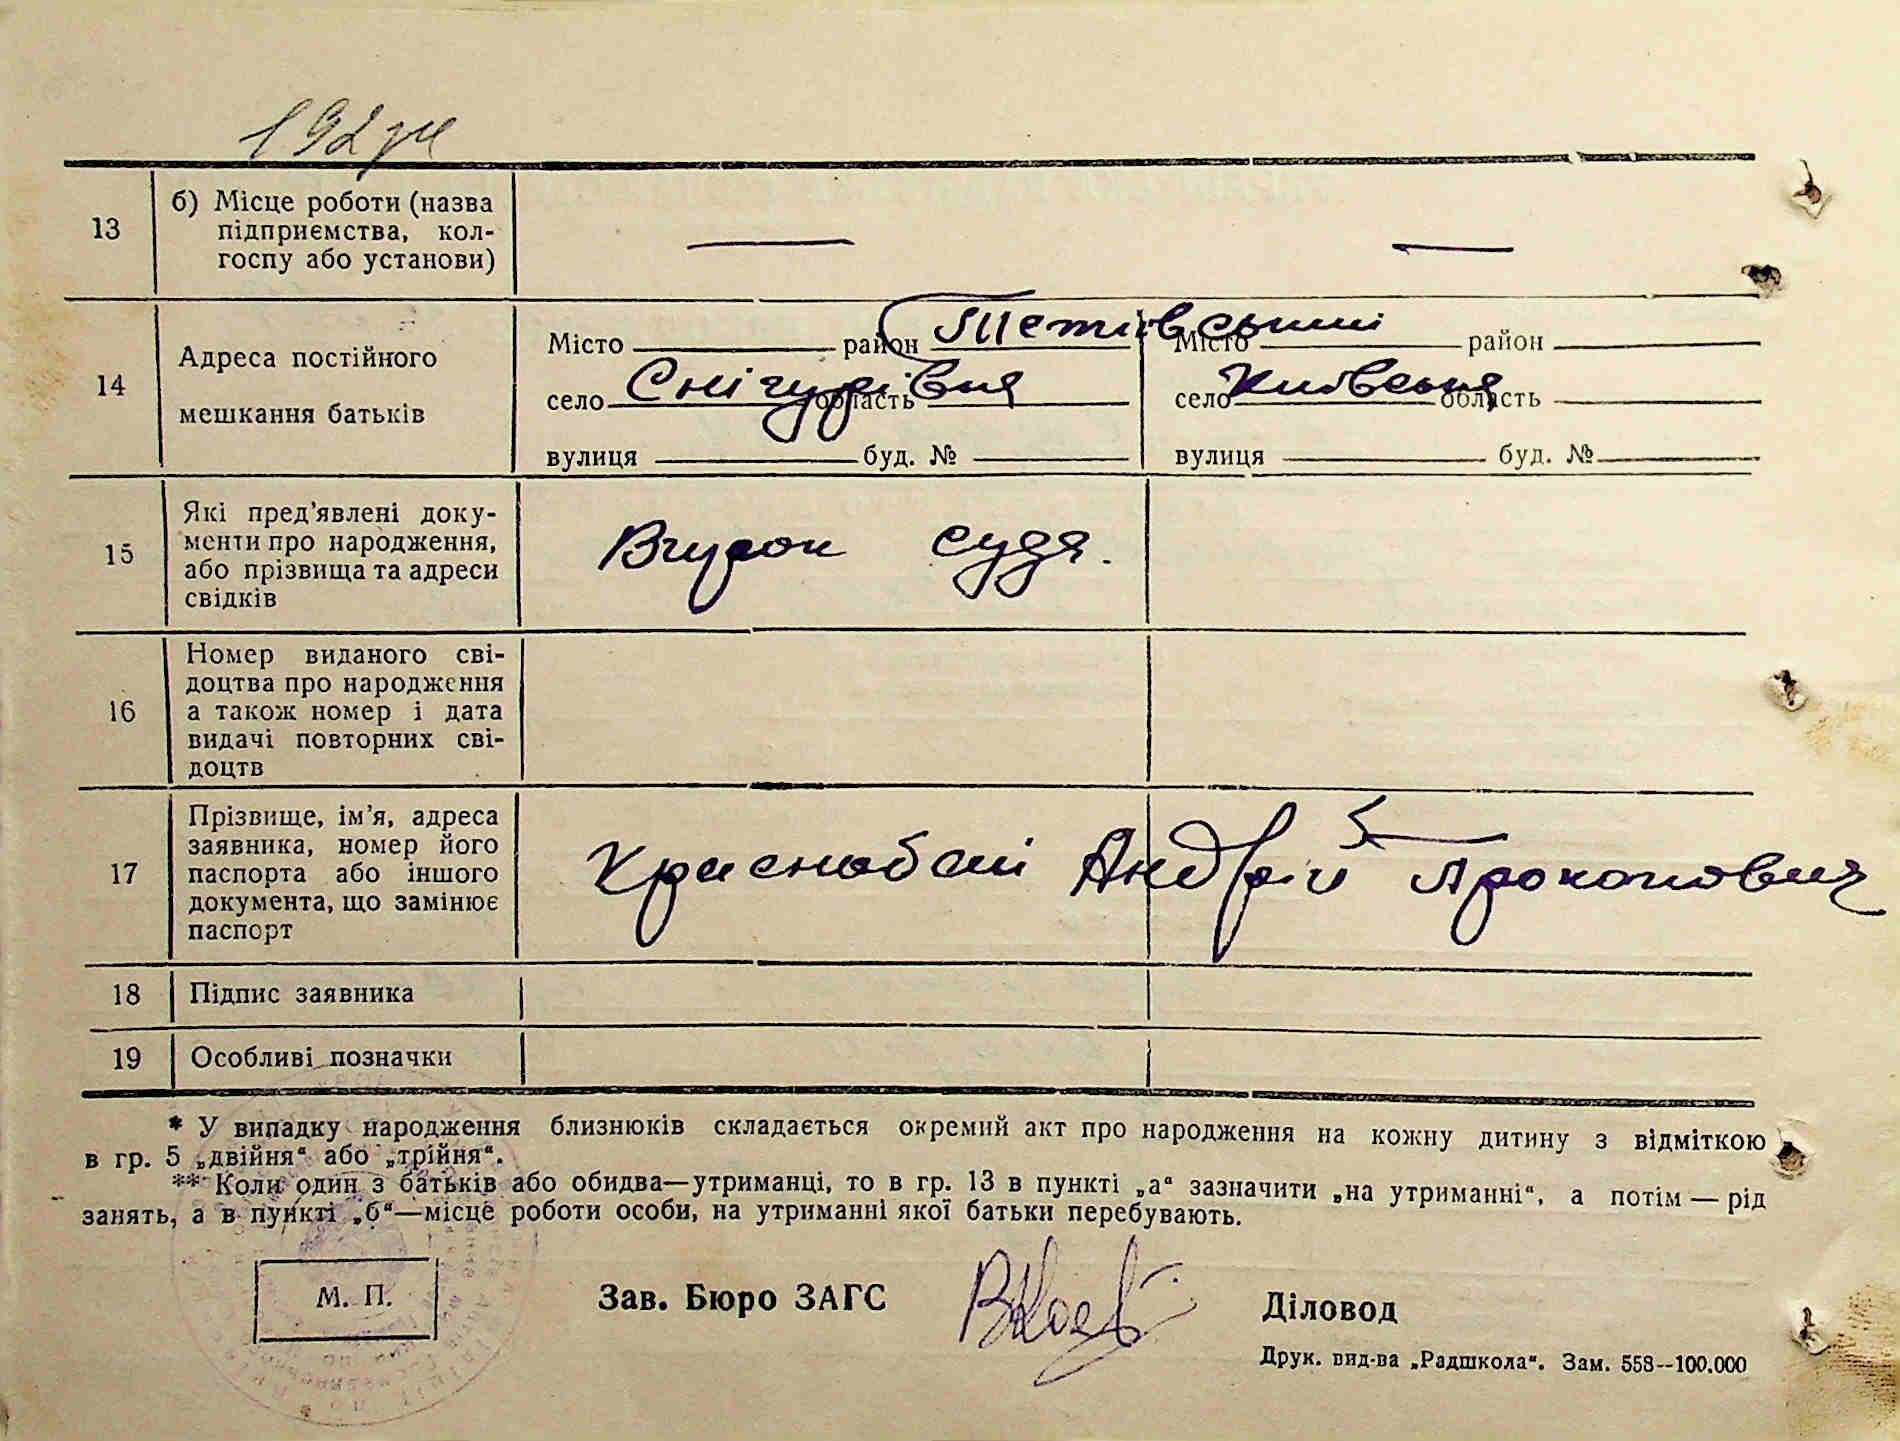 192 ж
13 б) Місце роботи (назва
підприємства, кол-
госпу або установи) — —
14 Адреса постійного
мешкання батьків
Місто район Тетіївський Місто район
село Снігурівка область село Київська область
вулиця буд. № вулиця буд. №
15 Які пред'явлені доку-
менти про народження,
або прізвища та адреси
свідків
суда.
16 Номер виданого сві-
доцтва про народження
а також номер і дата
видачі повторних сві-
доцтв
17 Прізвище, ім'я, адреса
заявника, номер його
паспорта або іншого
документа, що замінює
паспорт
Краснобай Андрій Прокопович
18 Підпис заявника
19 Особливі позначки
* У випадку народження близнюків складається окремий акт про народження на кожну дитину з відміткою
в гр. 5 „двійня“ або „трійня“.
** Коли один з батьків або обидва—утриманці, то в гр. 13 в пункті „а“ зазначити „на утриманні“, а потім — рід
занять, а в пункті „б“—місце роботи особи, на утриманні якої батьки перебувають.
М. П. Зав. Бюро ЗАГС Діловод
Друк. вид-ва „Радшкола“. Зам. 558--100.000